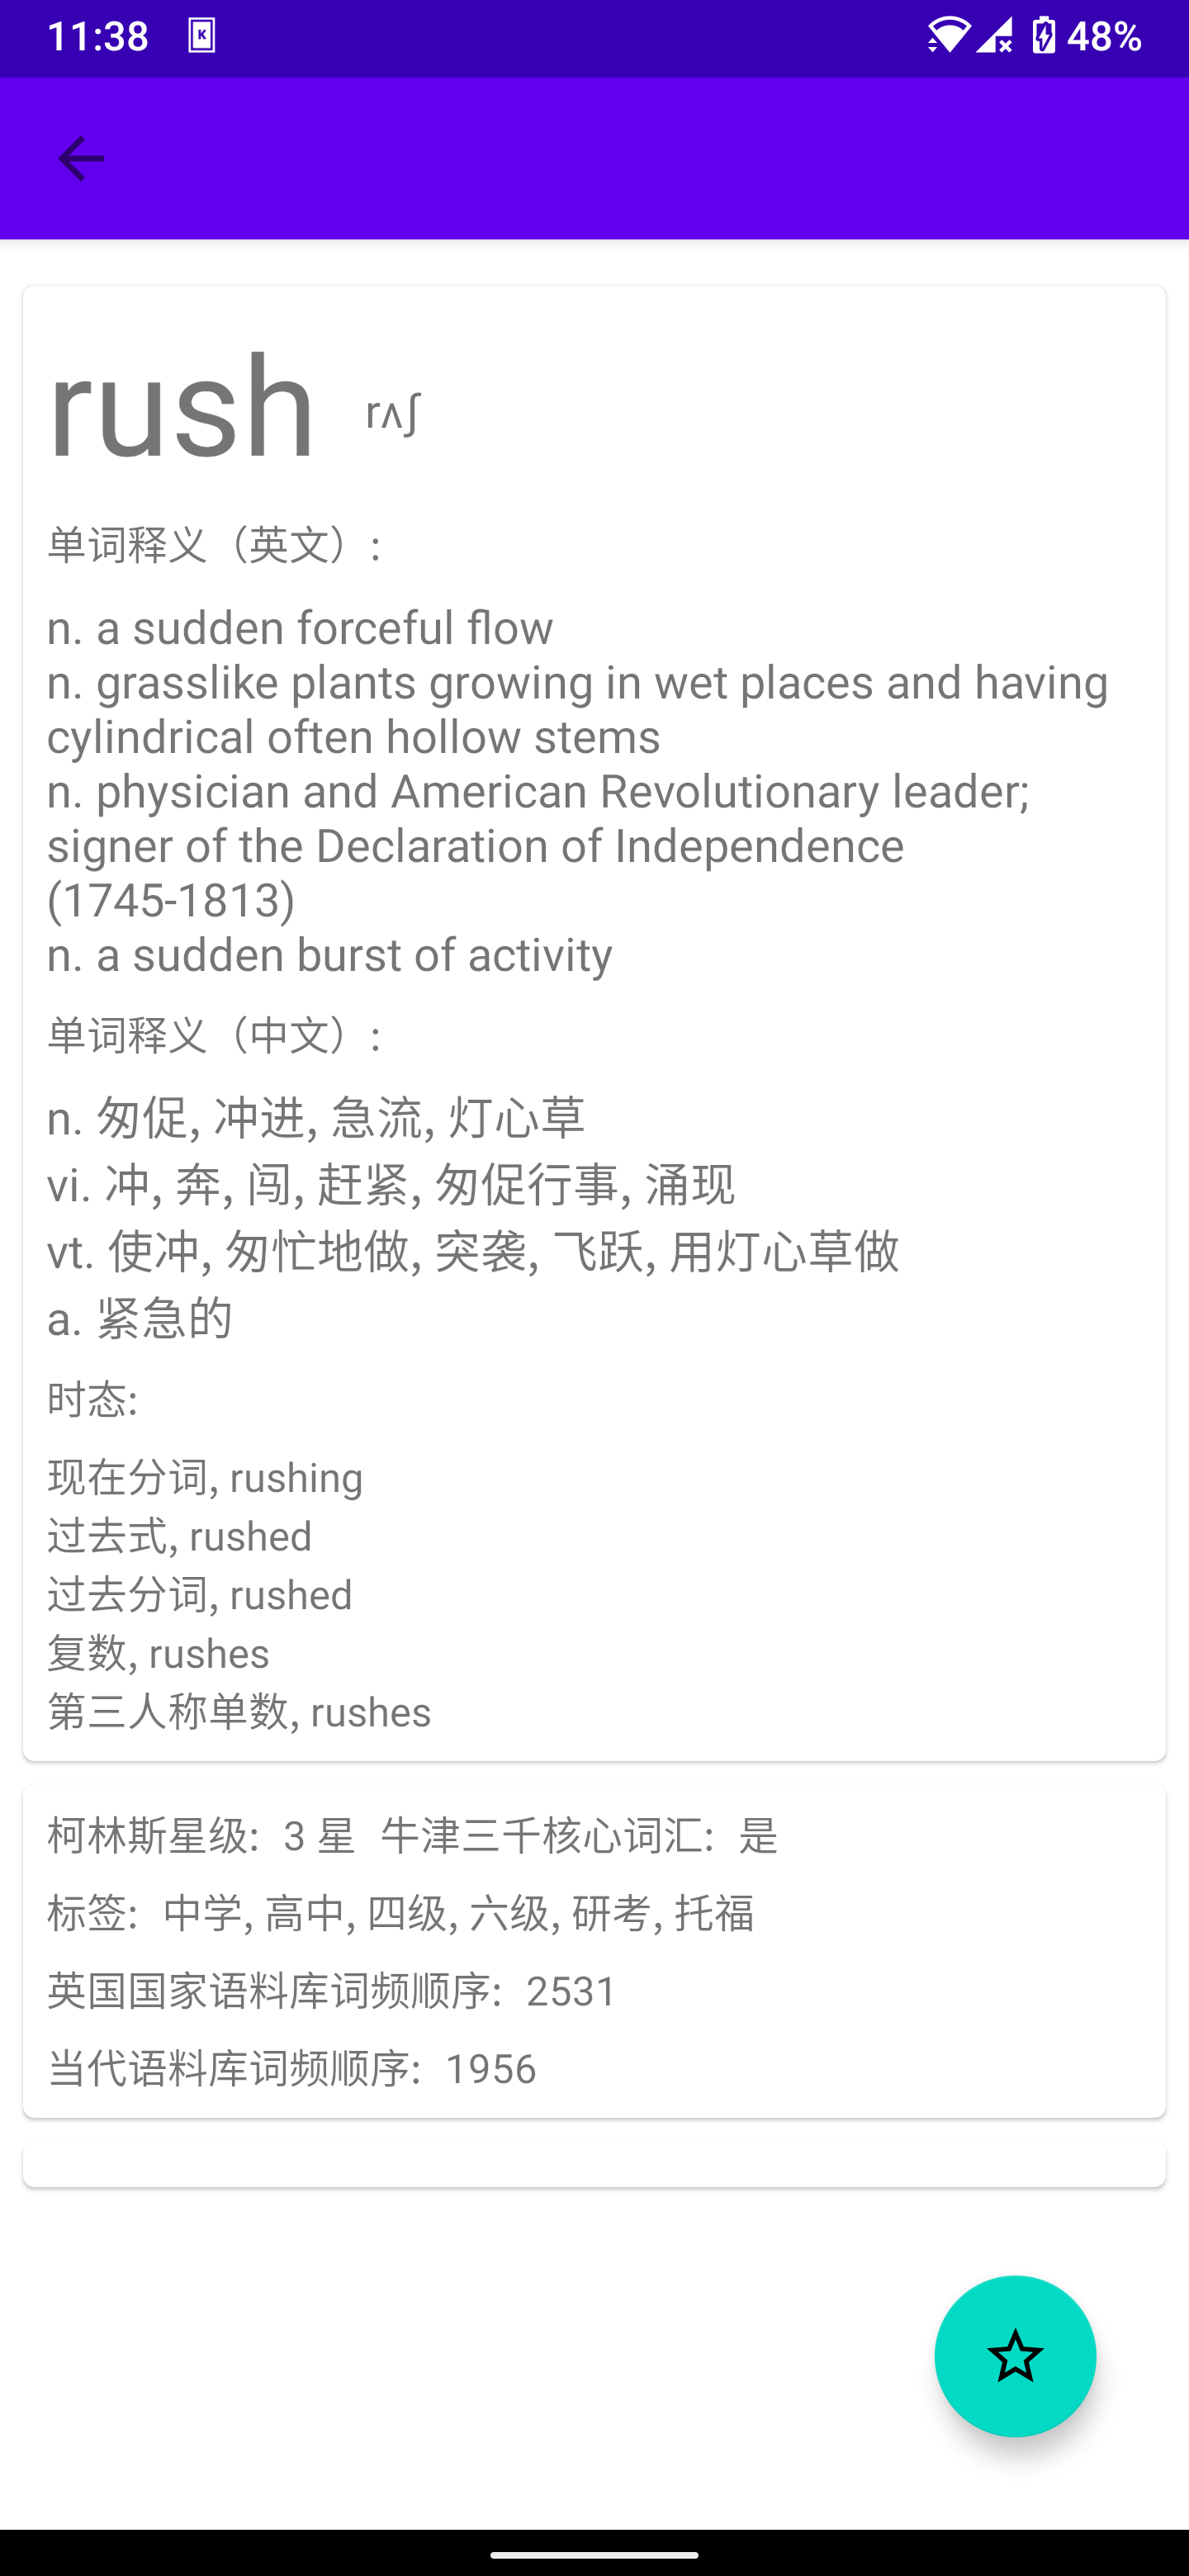 11:38
K
48%
rush rʌʃ
单词释义（英文）:
n. a sudden forceful flow
n. grasslike plants growing in wet places and having
cylindrical often hollow stems
n. physician and American Revolutionary leader;
signer of the Declaration of Independence
(1745-1813)
n. a sudden burst of activity
单词释义（中文）:
n. 匆促, 冲进, 急流, 灯心草
vi. 冲, 奔, 闯, 赶紧, 匆促行事, 涌现
vt. 使冲, 匆忙地做, 突袭, 飞跃, 用灯心草做
a. 紧急的
时态:
现在分词, rushing
过去式, rushed
过去分词, rushed
复数, rushes
第三人称单数, rushes
柯林斯星级: 3 星 牛津三千核心词汇: 是
标签: 中学, 高中, 四级, 六级, 研考, 托福
英国国家语料库词频顺序: 2531
当代语料库词频顺序: 1956